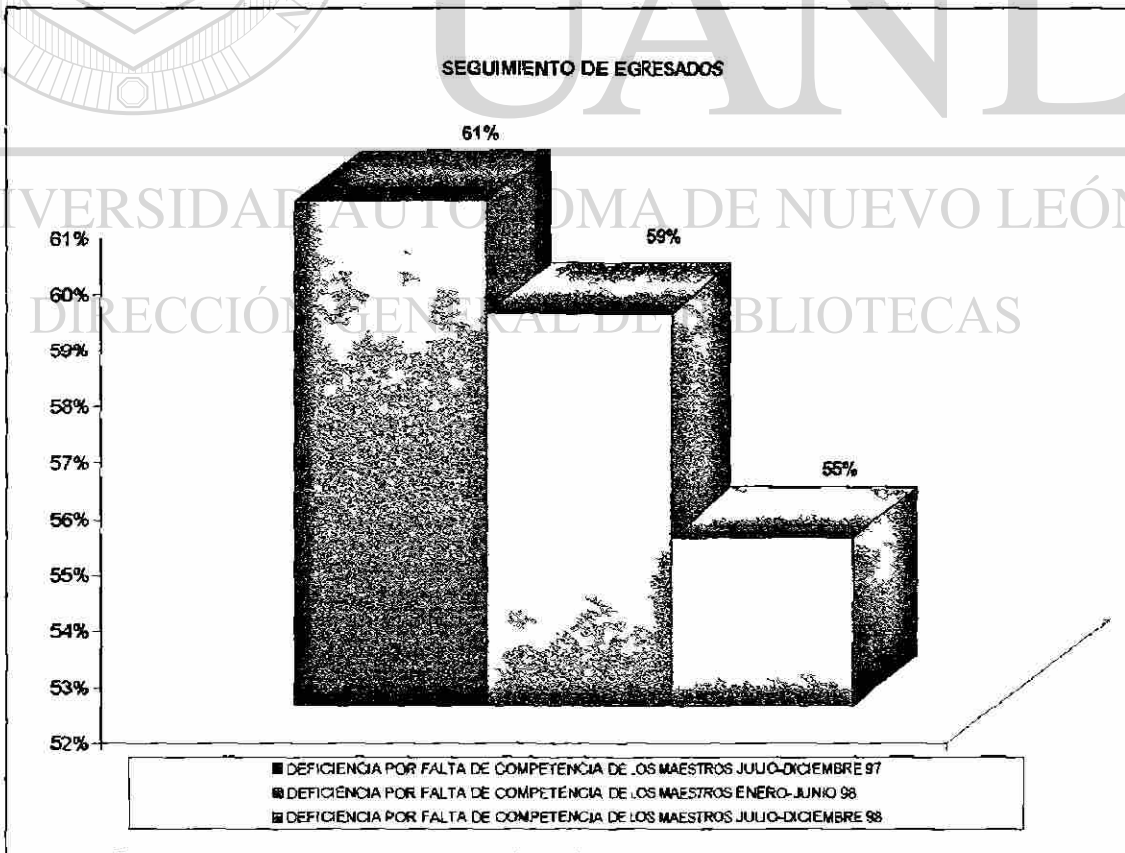 UANL
SEGUIMIENTO DE EGRESADOS
61%
UNIVERSIDAD AUTÓNOMA DE NUEVO LEÓN
59%
61%
60%
DIRECCIÓN GENERAL DE BIBLIOTECAS
59%
58%
57%
55%
56%
55%
54%
53%
52%
DEFICIENCIA POR FALTA DE COMPETENCIA DE LOS MAESTROS JULIO-DICIEMBRE 97
DEFICIENCIA POR FALTA DE COMPETENCIA DE LOS MAESTROS ENERO-JUNIO 98
DEFICIENCIA POR FALTA DE COMPETENCIA DE LOS MAESTROS JULIO-DICIEMBRE 98